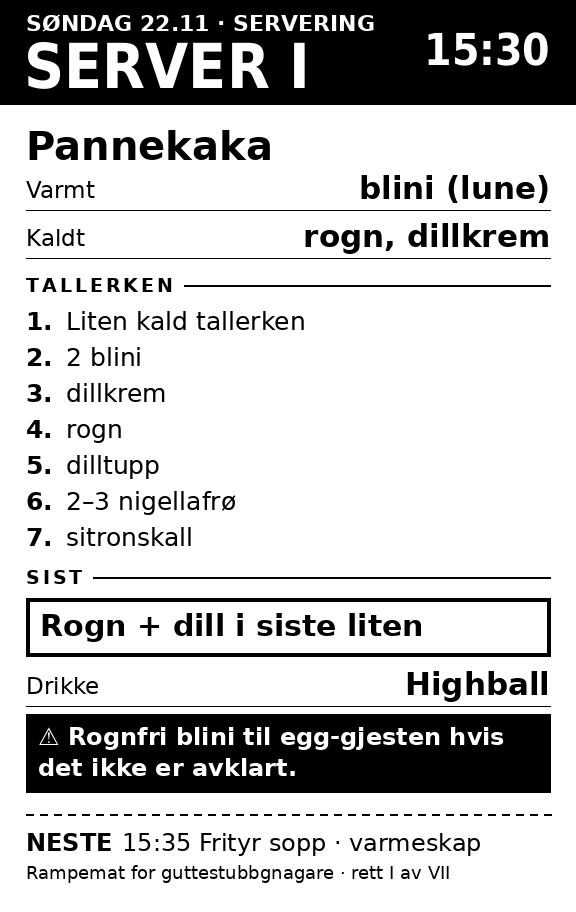 SØNDAG 22.11 · SERVERING
SERVER I
15:30
Pannekaka
Varmt blini (lune)
Kaldt rogn, dillkrem
TALLERKEN
1. Liten kald tallerken
2. 2 blini
3. dillkrem
4. rogn
5. dilltupp
6. 2–3 nigellafrø
7. sitronskall
SIST
Rogn + dill i siste liten
Drikke Highball
⚠ Rognfri blini til egg-gjesten hvis
det ikke er avklart.
NESTE 15:35 Frityr sopp · varmeskap
Rampemat for guttestubbgnagare · rett I av VII